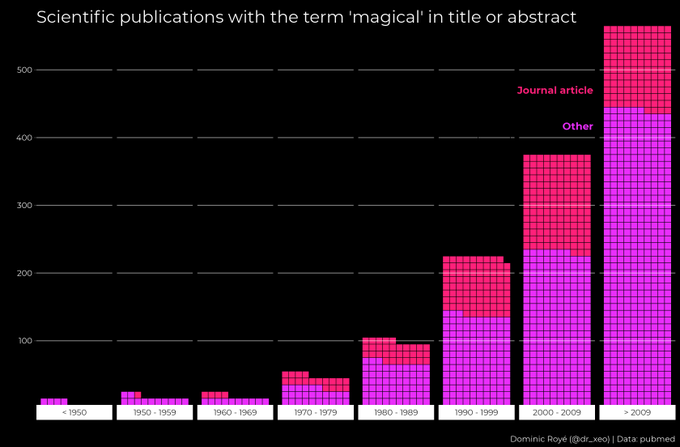 Scientific publications with the term 'magical' in title or abstract
500
Journal article
Other
400
300
200
100
< 1950
1950 - 1959
1960 - 1969
1970 - 1979
1980 - 1989
1990 - 1999
2000 - 2009
> 2009
Dominic Royé (@dr_xeo) | Data: pubmed